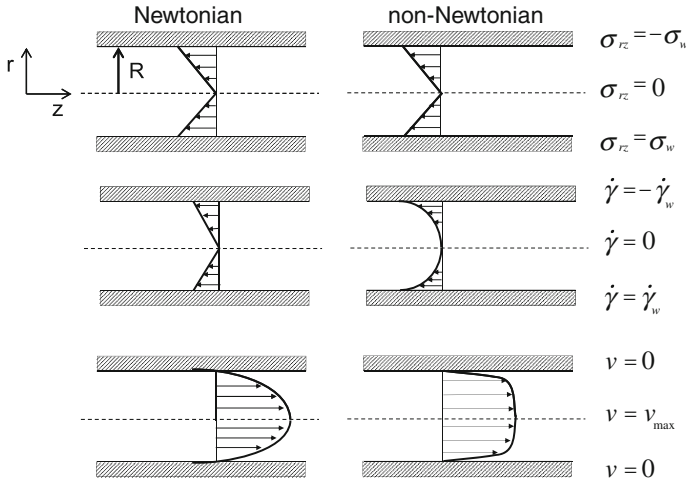 Newtonian
non-Newtonian
r
R
z
σrz = −σw
σrz = 0
σrz = σw
γ̇ = −γ̇w
γ̇ = 0
γ̇ = γ̇w
v = 0
v = vmax
v = 0